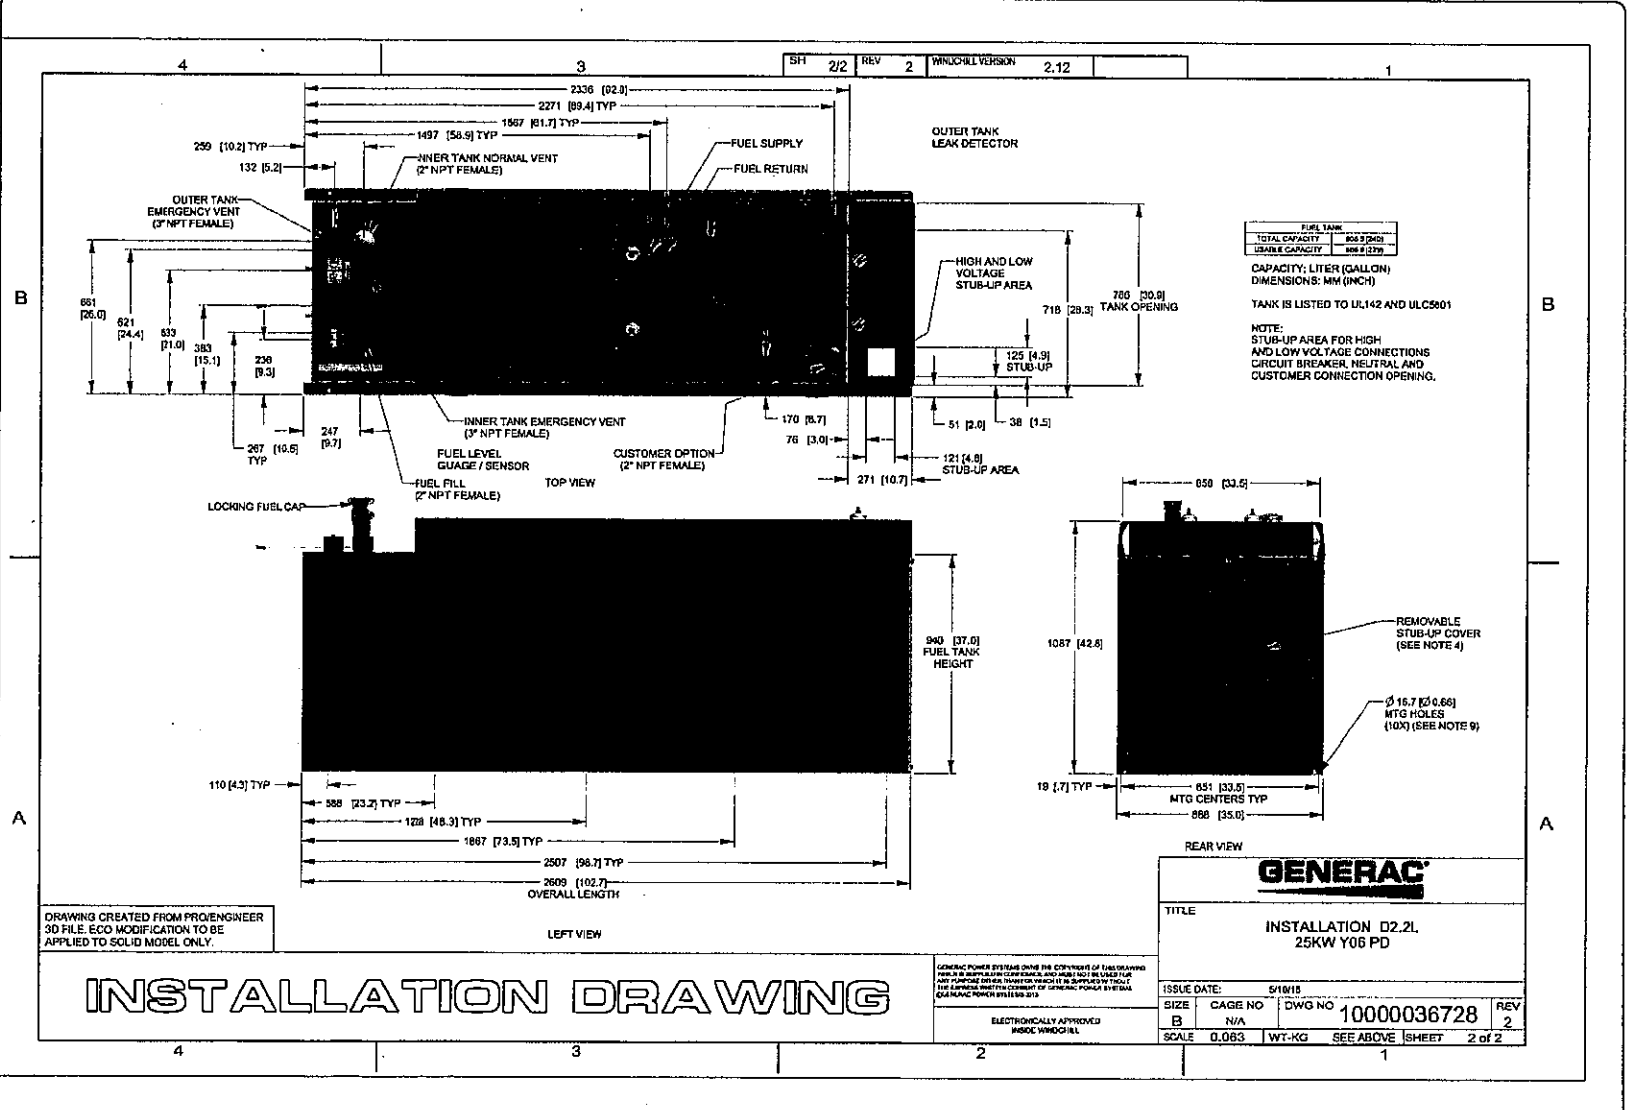 4
3
SH 2/2
REV 2
WINDCHILL VERSION 2.12
1
2336
2271 [89.4] TYP
1567 [61.7] TYP
1497 [58.9] TYP
259 [10.2] TYP
132 [5.2]
INNER TANK NORMAL VENT
(2" NPT FEMALE)
FUEL SUPPLY
FUEL RETURN
OUTER TANK
LEAK DETECTOR
OUTER TANK
EMERGENCY VENT
(3" NPT FEMALE)
FUEL TANK
TOTAL CAPACITY
USABLE CAPACITY
CAPACITY: LITER (GALLON)
DIMENSIONS: MM (INCH)
TANK IS LISTED TO UL142 AND
NOTE:
STUB-UP AREA FOR HIGH
AND LOW VOLTAGE CONNECTIONS
CIRCUIT BREAKER, NEUTRAL AND
CUSTOMER CONNECTION OPENING.
HIGH AND LOW
VOLTAGE
STUB-UP AREA
[30.9]
TANK OPENING
718 [28.3]
125 [4.9]
STUB-UP
B
B
[26.0]
621
[24.4]
533
[21.0]
383
[15.1]
236
[9.3]
267 [10.5]
TYP
247
[9.7]
INNER TANK EMERGENCY VENT
(3" NPT FEMALE)
FUEL LEVEL
GUAGE / SENSOR
FUEL FILL
(2" NPT FEMALE)
TOP VIEW
CUSTOMER OPTION
(2" NPT FEMALE)
170 [6.7]
76 [3.0]
51 [2.0]
38 [1.5]
121 [4.8]
STUB-UP AREA
271 [10.7]
LOCKING FUEL CAP
[33.5]
940 [37.0]
FUEL TANK
HEIGHT
1087 [42.8]
REMOVABLE
STUB-UP COVER
(SEE NOTE 4)
Ø 16.7 [Ø 0.66]
MTG HOLES
(10X) (SEE NOTE 9)
110 [4.3] TYP
588 [23.2] TYP
[48.3] TYP
1867 [73.5] TYP
2507 [98.7] TYP
2609 [102.7]
OVERALL LENGTH
19 [.7] TYP
851 [33.5]
MTG CENTERS TYP
[35.0]
A
A
REAR VIEW
LEFT VIEW
DRAWING CREATED FROM PRO/ENGINEER
3D FILE. ECO MODIFICATION TO BE
APPLIED TO SOLID MODEL ONLY.
INSTALLATION DRAWING
GENERAC POWER SYSTEMS OWNS THE COPYRIGHT OF THIS DRAWING
ELECTRONICALLY APPROVED
INSIDE WINDCHILL
GENERAC
TITLE
INSTALLATION D2.2L
25KW Y06 PD
ISSUE DATE:
SIZE B
CAGE NO N/A
DWG NO 10000036728
REV 2
SCALE 0.063
WT-KG SEE ABOVE
SHEET 2 of 2
4
3
2
1